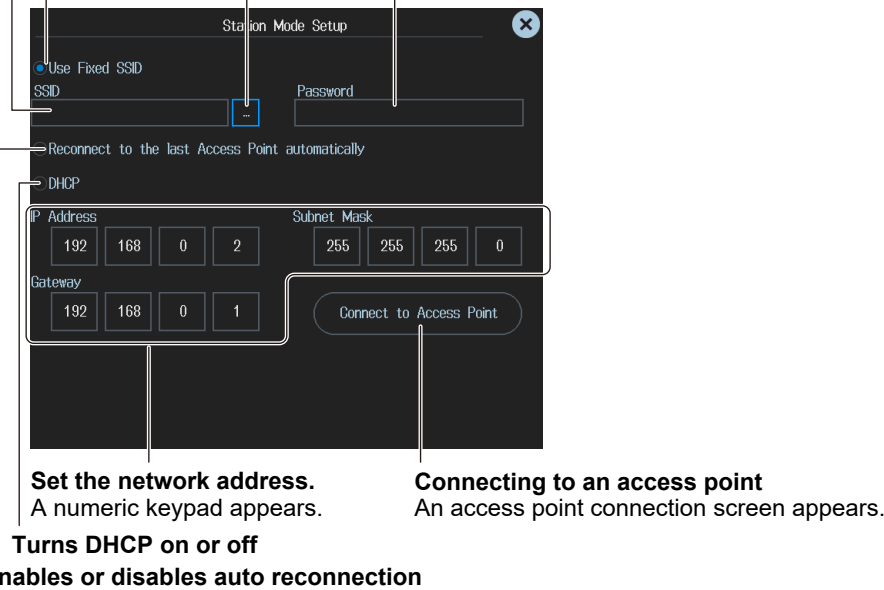 Station Mode Setup
Use Fixed SSID
SSID
Password
...
Reconnect to the last Access Point automatically
DHCP
IP Address
Subnet Mask
192 168 0 2
255 255 255 0
Gateway
192 168 0 1
Connect to Access Point
Set the network address.
A numeric keypad appears.
Connecting to an access point
An access point connection screen appears.
Turns DHCP on or off
nables or disables auto reconnection